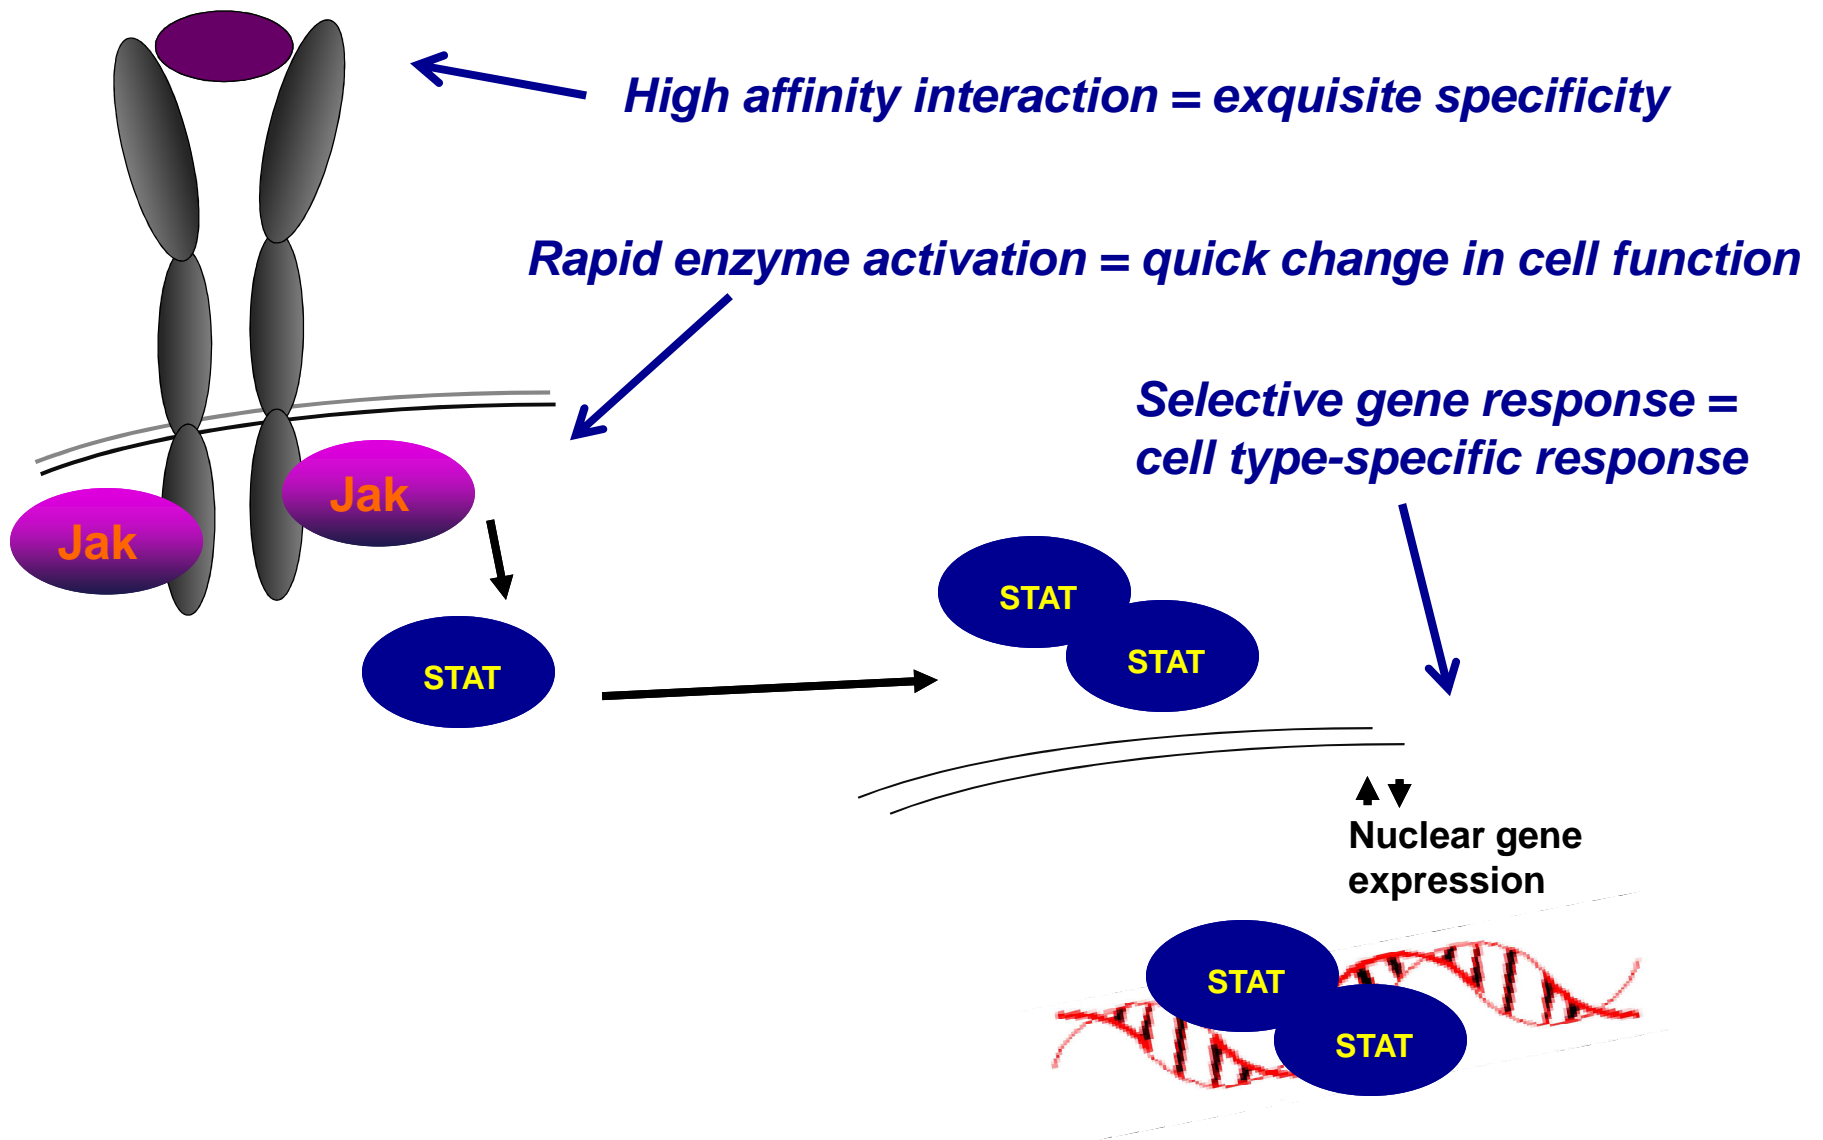 High affinity interaction = exquisite specificity
Rapid enzyme activation = quick change in cell function
Selective gene response =
cell type-specific response
Jak
Jak
STAT
STAT
STAT
Nuclear gene
expression
STAT
STAT